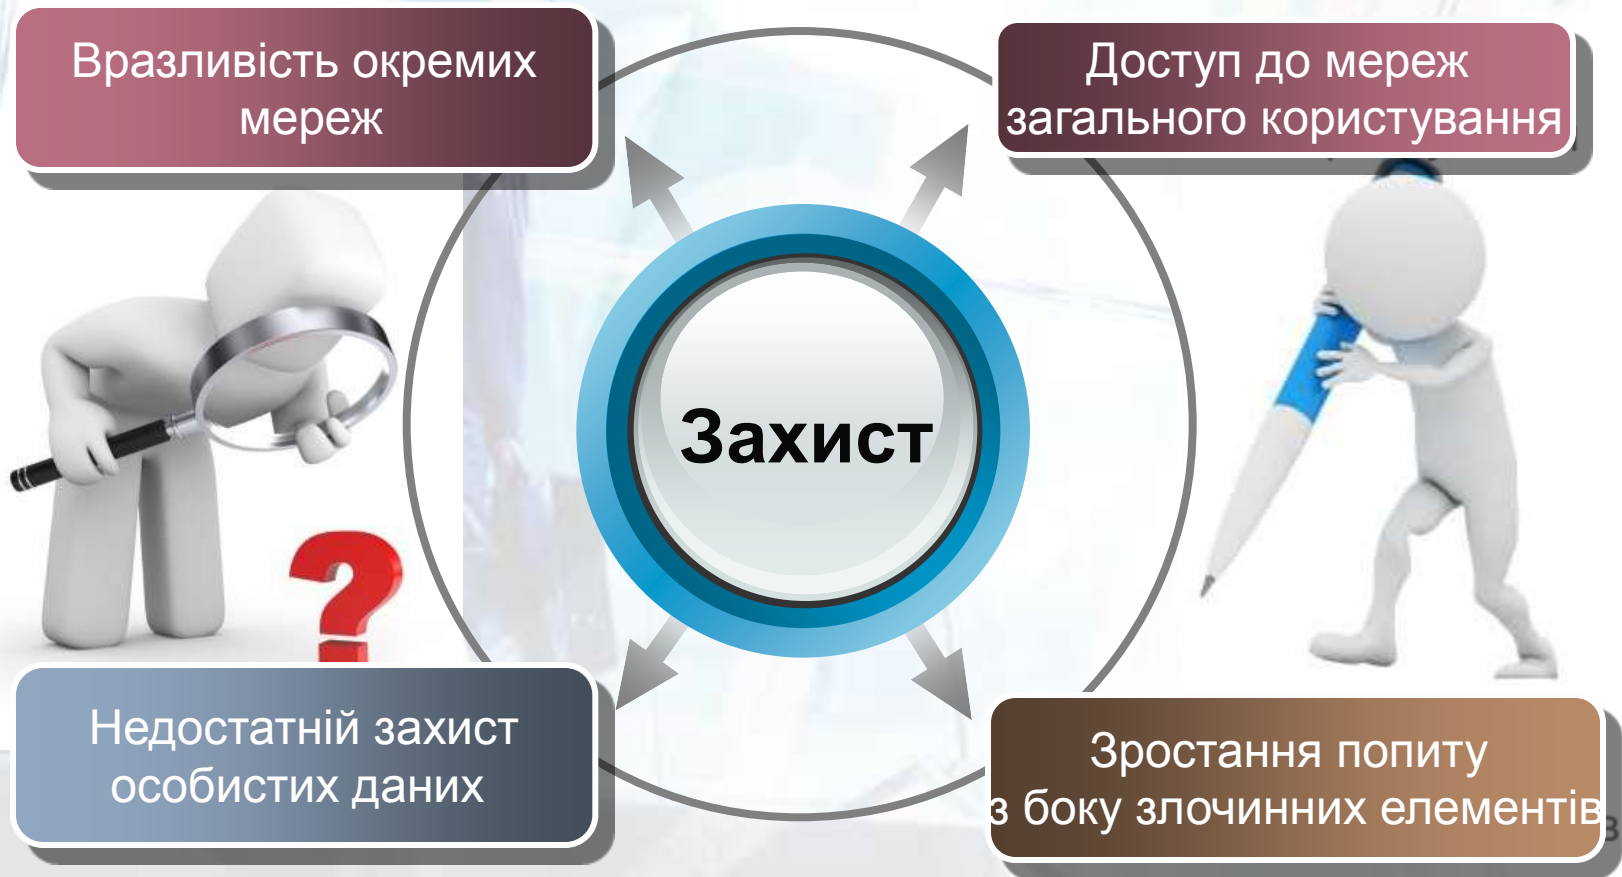 Вразливість окремих
мереж
Доступ до мереж
загального користування
Захист
Недостатній захист
особистих даних
Зростання попиту
з боку злочинних елементів